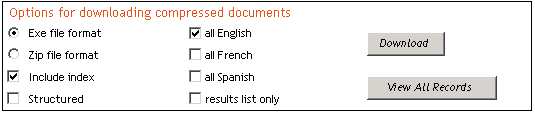 Options for downloading compressed documents
Exe file format
all English
Download
Zip file format
all French
Include index
all Spanish
View All Records
Structured
results list only